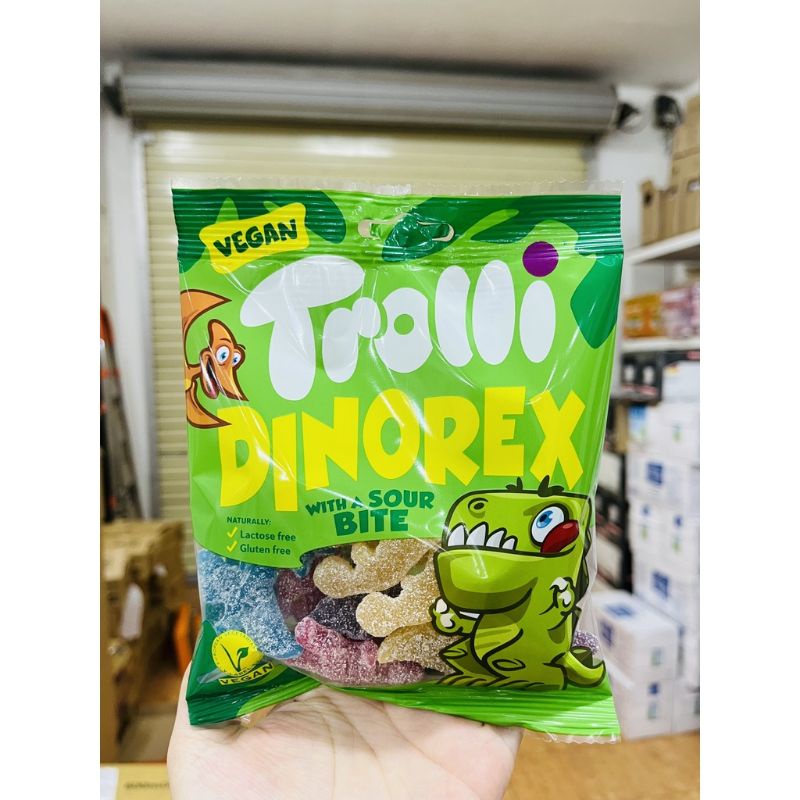 VEGAN
Trolli
DINOREX
WITH A SOUR
BITE
NATURALLY:
✓ Lactose free
✓ Gluten free
V
VEGAN